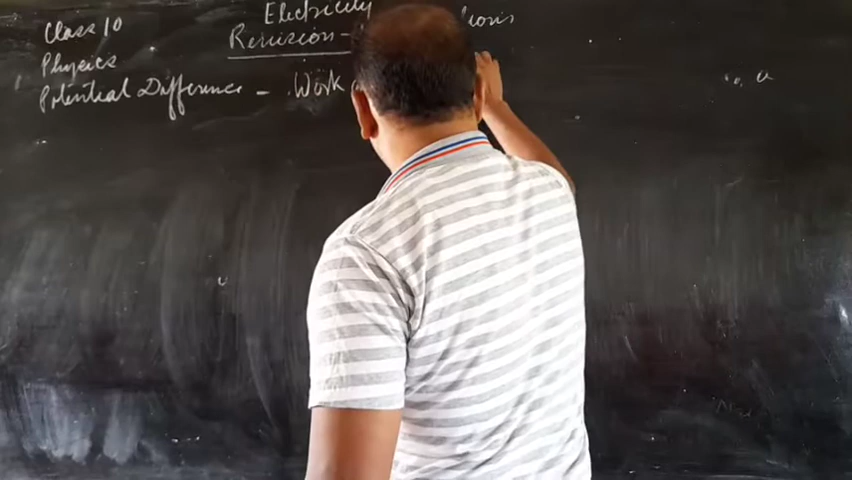 Class 10
Electricity
Physics
Revision -
Potential Difference - Work